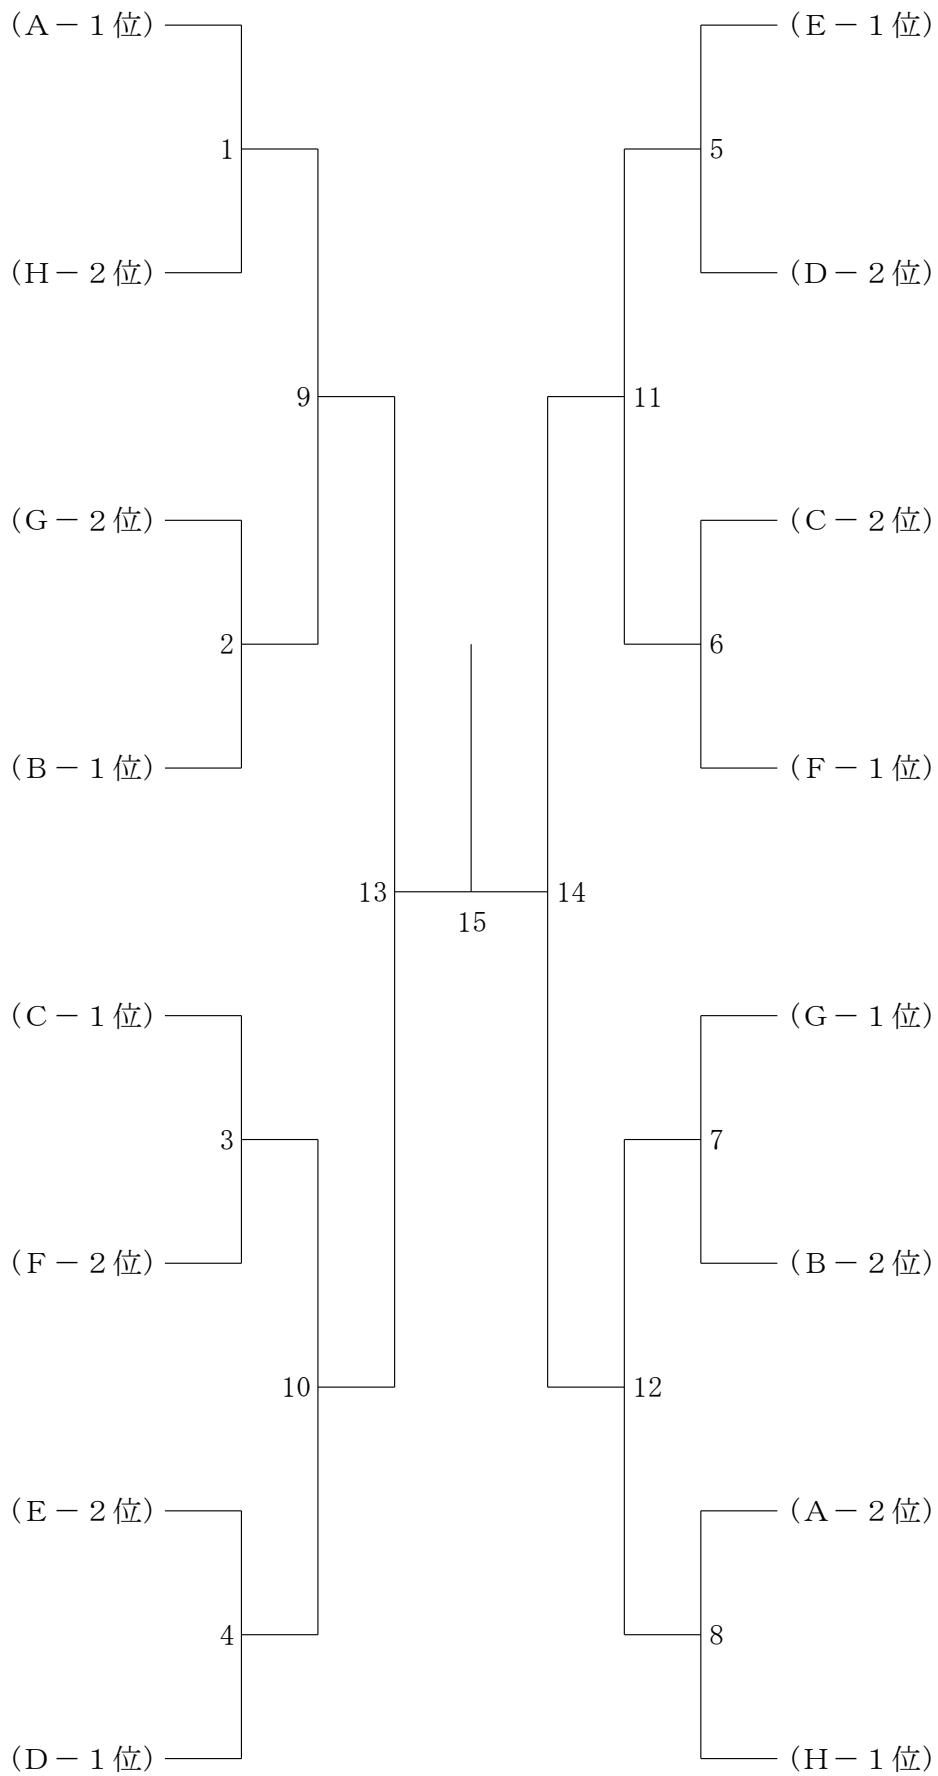 （A－１位）
（E－１位）
1
5
（H－２位）
（D－２位）
9
11
（G－２位）
（C－２位）
2
6
（B－１位）
（F－１位）
13
14
15
（C－１位）
（G－１位）
3
7
（F－２位）
（B－２位）
10
12
（E－２位）
（A－２位）
4
8
（D－１位）
（H－１位）